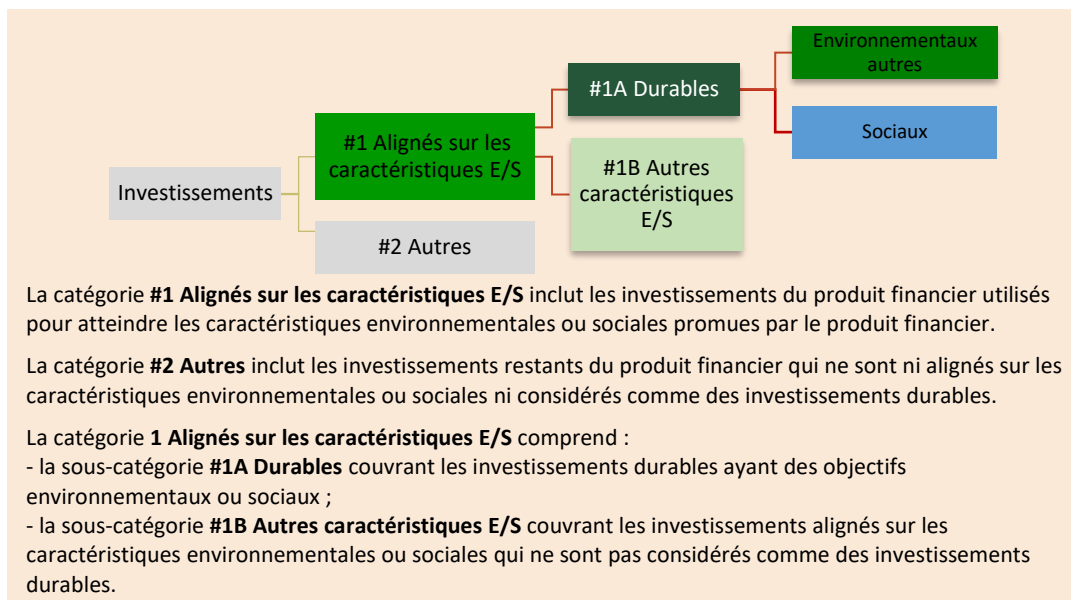 Environnementaux
autres
#1A Durables
Sociaux
#1 Alignés sur les
caractéristiques E/S
#1B Autres
caractéristiques
E/S
Investissements
#2 Autres
La catégorie #1 Alignés sur les caractéristiques E/S inclut les investissements du produit financier utilisés
pour atteindre les caractéristiques environnementales ou sociales promues par le produit financier.
La catégorie #2 Autres inclut les investissements restants du produit financier qui ne sont ni alignés sur les
caractéristiques environnementales ou sociales ni considérés comme des investissements durables.
La catégorie 1 Alignés sur les caractéristiques E/S comprend :
- la sous-catégorie #1A Durables couvrant les investissements durables ayant des objectifs
environnementaux ou sociaux ;
- la sous-catégorie #1B Autres caractéristiques E/S couvrant les investissements alignés sur les
caractéristiques environnementales ou sociales qui ne sont pas considérés comme des investissements
durables.